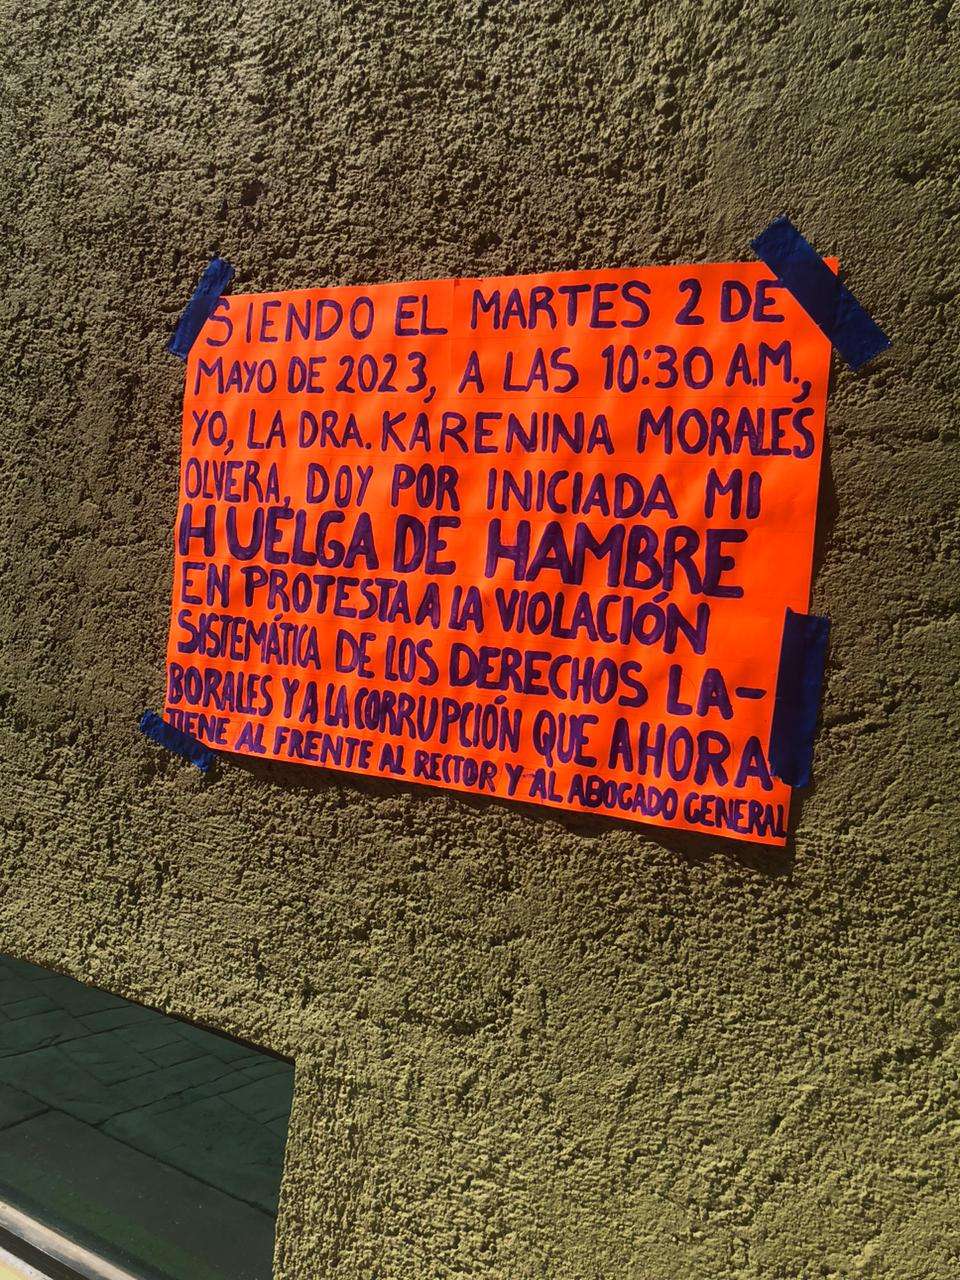 SIENDO EL MARTES 2 DE
MAYO DE 2023, A LAS 10:30 A.M.,
YO, LA DRA. KARENINA MORALES
OLVERA, DOY POR INICIADA MI
HUELGA DE HAMBRE
EN PROTESTA A LA VIOLACIÓN
SISTEMÁTICA DE LOS DERECHOS LA-
BORALES Y A LA CORRUPCIÓN QUE AHORA
TIENE AL FRENTE AL RECTOR Y AL ABOGADO GENERAL